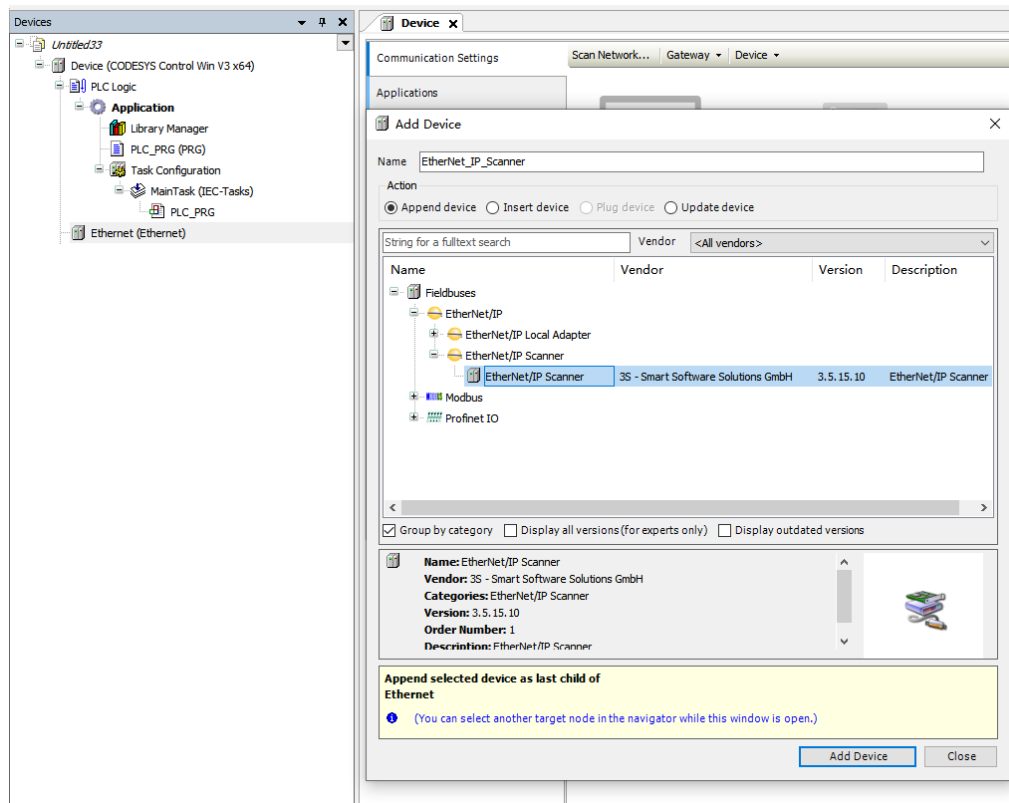 Devices
Untitled33
Device (CODESYS Control Win V3 x64)
PLC Logic
Application
Library Manager
PLC_PRG (PRG)
Task Configuration
MainTask (IEC-Tasks)
PLC_PRG
Ethernet (Ethernet)
Device
Communication Settings
Applications
Scan Network... Gateway Device
Add Device
Name EtherNet_IP_Scanner
Action
Append device Insert device Plug device Update device
String for a fulltext search Vendor <All vendors>
Name Vendor Version Description
Fieldbuses
EtherNet/IP
EtherNet/IP Local Adapter
EtherNet/IP Scanner
EtherNet/IP Scanner 3S - Smart Software Solutions GmbH 3.5.15.10 EtherNet/IP Scanner
Modbus
Profinet IO
Group by category Display all versions (for experts only) Display outdated versions
Name: EtherNet/IP Scanner
Vendor: 3S - Smart Software Solutions GmbH
Categories: EtherNet/IP Scanner
Version: 3.5.15.10
Order Number: 1
Description: EtherNet/IP Scanner
Append selected device as last child of
Ethernet
(You can select another target node in the navigator while this window is open.)
Add Device Close